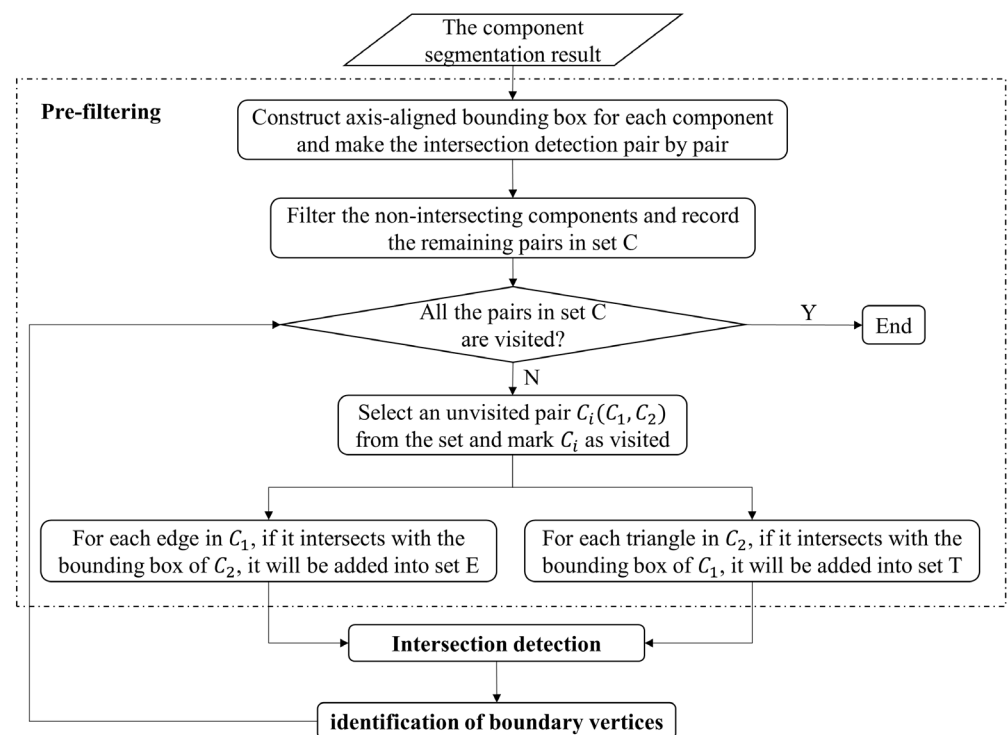 The component
segmentation result
Pre-filtering
Construct axis-aligned bounding box for each component
and make the intersection detection pair by pair
Filter the non-intersecting components and record
the remaining pairs in set C
All the pairs in set C
are visited?
Y
End
N
Select an unvisited pair C_i(C_1, C_2)
from the set and mark C_i as visited
For each edge in C_1, if it intersects with the
bounding box of C_2, it will be added into set E
For each triangle in C_2, if it intersects with the
bounding box of C_1, it will be added into set T
Intersection detection
identification of boundary vertices